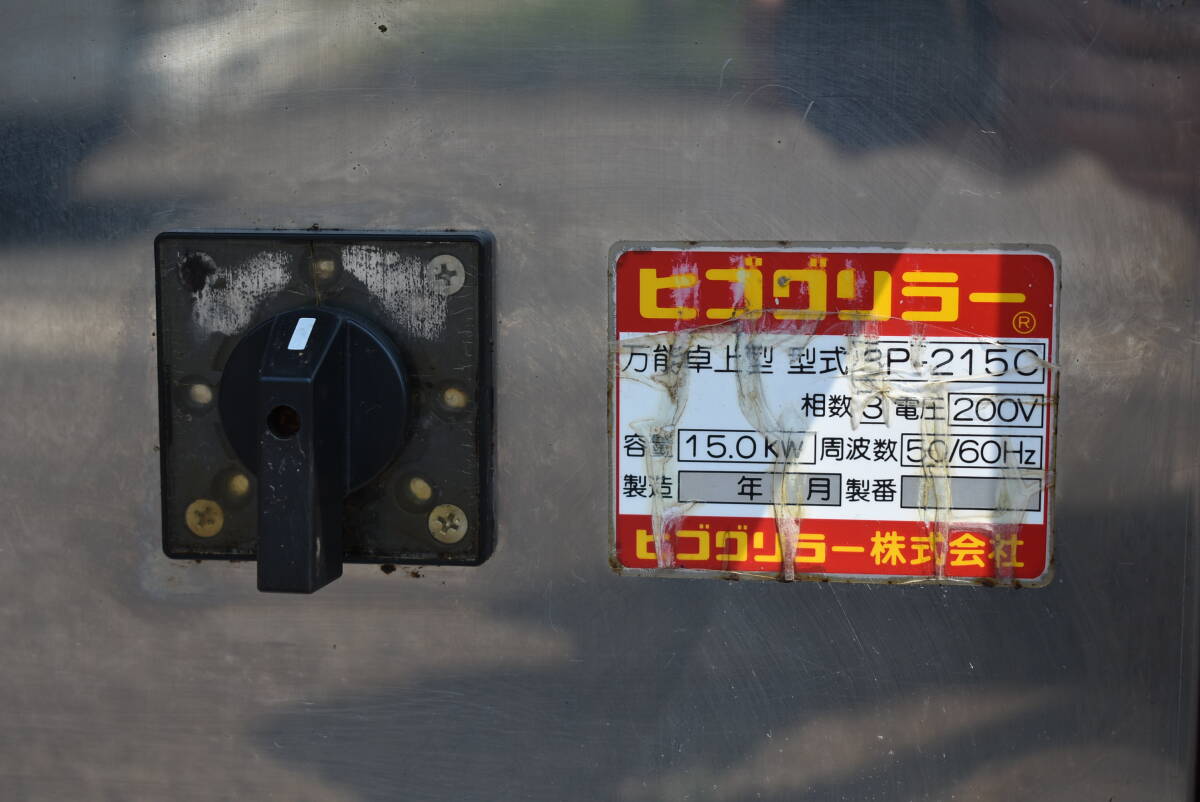 ヒゴグリラー®
万能卓上型 型式 3P-215C
相数 3 電圧 200V
容量 15.0kW 周波数 50/60Hz
製造 年 月 製番
ヒゴグリラー株式会社